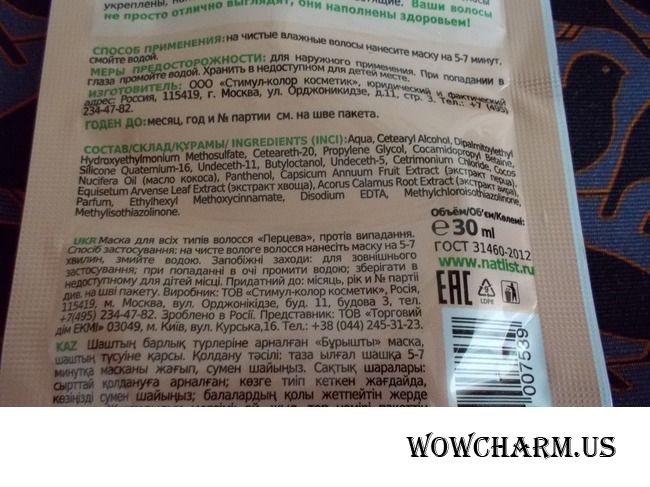 укреплены,
Ваши волосы
не просто отлично выглядят, они наполнены здоровьем!
СПОСОБ ПРИМЕНЕНИЯ: на чистые влажные волосы нанесите маску на 5-7 минут,
смойте водой.
МЕРЫ ПРЕДОСТОРОЖНОСТИ: для наружного применения. При попадании в
глаза промойте водой. Хранить в недоступном для детей месте.
ИЗГОТОВИТЕЛЬ: ООО «Стимул-колор косметик», юридический и фактический
адрес: Россия, 115419, г. Москва, ул. Орджоникидзе, д.11, стр. 3. Тел.: +7 (495)
234-47-82.
ГОДЕН ДО: месяц, год и № партии см. на шве пакета.
СОСТАВ/СКЛАД/ҚҰРАМЫ/ INGREDIENTS (INCI): Aqua, Cetearyl Alcohol, Dipalmitoylethyl
Hydroxyethylmonium Methosulfate, Ceteareth-20, Propylene Glycol, Cocamidopropyl Betaine,
Silicone Quaternium-16, Undeceth-11, Butyloctanol, Undeceth-5, Cetrimonium Chloride, Cocos
Nucifera Oil (масло кокоса), Panthenol, Capsicum Annuum Fruit Extract (экстракт перца),
Equisetum Arvense Leaf Extract (экстракт хвоща), Acorus Calamus Root Extract (экстракт аира),
Parfum, Ethylhexyl Methoxycinnamate, Disodium EDTA, Methylchloroisothiazolinone,
Methylisothiazolinone.
Объём/Об'єм/Көлемі:
℮ 30 ml
ГОСТ 31460-2012
www.natlist.ru
EAC
4
LDPE
UKR Маска для всіх типів волосся «Перцева», проти випадіння.
Спосіб застосування: на чисте вологе волосся нанесіть маску на 5-7
хвилин, змийте водою. Запобіжні заходи: для зовнішнього
застосування; при попаданні в очі промити водою; зберігати в
недоступному для дітей місці. Придатний до: місяць, рік и № партії
див. на шві пакету. Виробник: ТОВ «Стимул-колор косметик», Росія,
115419, м. Москва, вул. Орджонікідзе, буд. 11, будова 3, тел.
+7(495) 234-47-82. Зроблено в Росії. Представник: ТОВ «Торговий
дім ЕКМІ» 03049, м. Київ, вул. Курська,16. Тел.: +38 (044) 245-31-23.
KAZ Шаштың барлық түрлеріне арналған «Бұрышты» маска,
шаштың түсуіне қарсы. Қолдану тәсілі: таза ылғал шашқа 5-7
минутқа масканы жағып, сумен шайыңыз. Сақтық шаралары:
сырттай қолдануға арналған; көзге тиіп кеткен жағдайда,
көзіңізді сумен шайыңыз; балалардың қолы жетпейтін жерде
007539
WOWCHARM.US